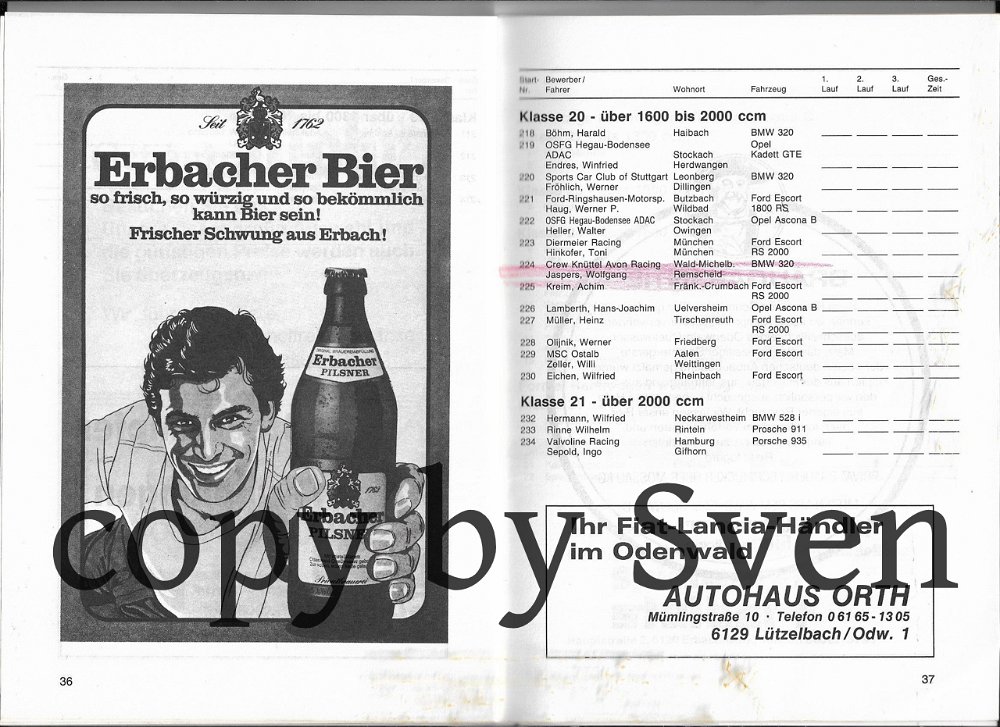 Seit 1762
Erbacher Bier
so frisch, so würzig und so bekömmlich
kann Bier sein!
Frischer Schwung aus Erbach!
ORIGINAL BRAUEREIABFÜLLUNG
Erbacher
PILSNER
1762
Erbacher
PILSNE
Privatbrauerei
36
Start- Bewerber/ 1. 2. 3. Ges.-
Nr. Fahrer Wohnort Fahrzeug Lauf Lauf Lauf Zeit
Klasse 20 - über 1600 bis 2000 ccm
218 Böhm, Harald Haibach BMW 320
219 OSFG Hegau-Bodensee Opel
ADAC Stockach Kadett GTE
Endres, Winfried Herdwangen
220 Sports Car Club of Stuttgart Leonberg BMW 320
Fröhlich, Werner Dillingen
221 Ford-Ringshausen-Motorsp. Butzbach Ford Escort
Haug, Werner P. Wildbad 1800 RS
222 OSFG Hegau-Bodensee ADAC Stockach Opel Ascona B
Heller, Walter Owingen
223 Diermeier Racing München Ford Escort
Hinkofer, Toni München RS 2000
224 Crew Knüttel Avon Racing Wald-Michelb. BMW 320
Jaspers, Wolfgang Remscheid
225 Kreim, Achim Fränk.-Crumbach Ford Escort
RS 2000
226 Lamberth, Hans-Joachim Uelversheim Opel Ascona B
227 Müller, Heinz Tirschenreuth Ford Escort
RS 2000
228 Olijnik, Werner Friedberg Ford Escort
229 MSC Ostalb Aalen Ford Escort
Zeller, Willi Weittingen
230 Eichen, Wilfried Rheinbach Ford Escort
Klasse 21 - über 2000 ccm
232 Hermann, Wilfried Neckarwestheim BMW 528 i
233 Rinne Wilhelm Rinteln Prosche 911
234 Valvoline Racing Hamburg Porsche 935
Sepold, Ingo Gifhorn
Ihr Fiat-Lancia-Händler
im Odenwald
AUTOHAUS ORTH
Mümlingstraße 10 · Telefon 0 61 65 - 13 05
6129 Lützelbach/Odw. 1
37
copy by Sven